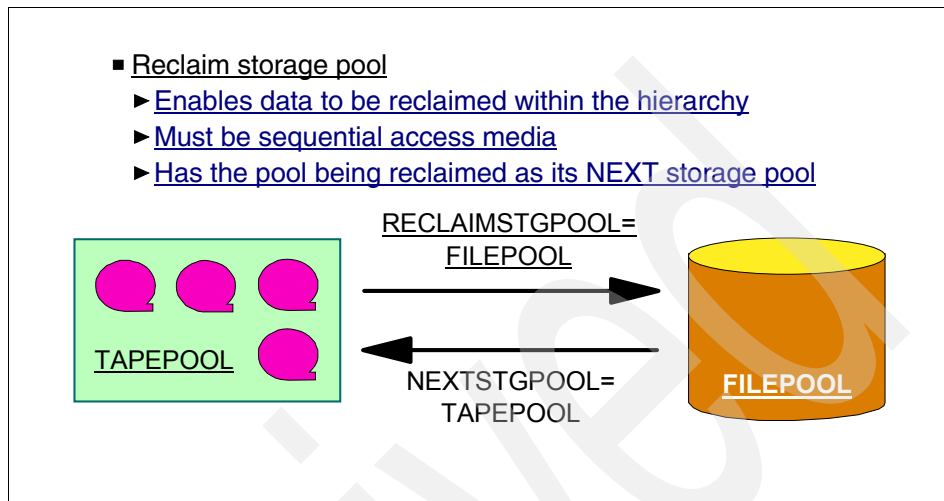 ■ Reclaim storage pool
► Enables data to be reclaimed within the hierarchy
► Must be sequential access media
► Has the pool being reclaimed as its NEXT storage pool
RECLAIMSTGPOOL=
FILEPOOL
TAPEPOOL
NEXTSTGPOOL=
TAPEPOOL
FILEPOOL